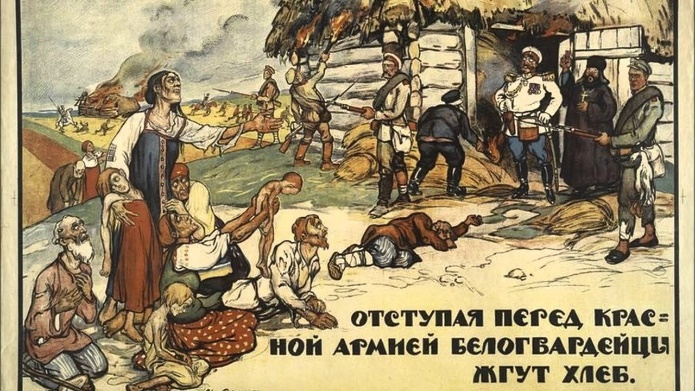 ОТСТУПАЯ ПЕРЕД КРАС=
НОЙ АРМИЕЙ БЕЛОГВАРДЕЙЦЫ
ЖГУТ ХЛЕБ.